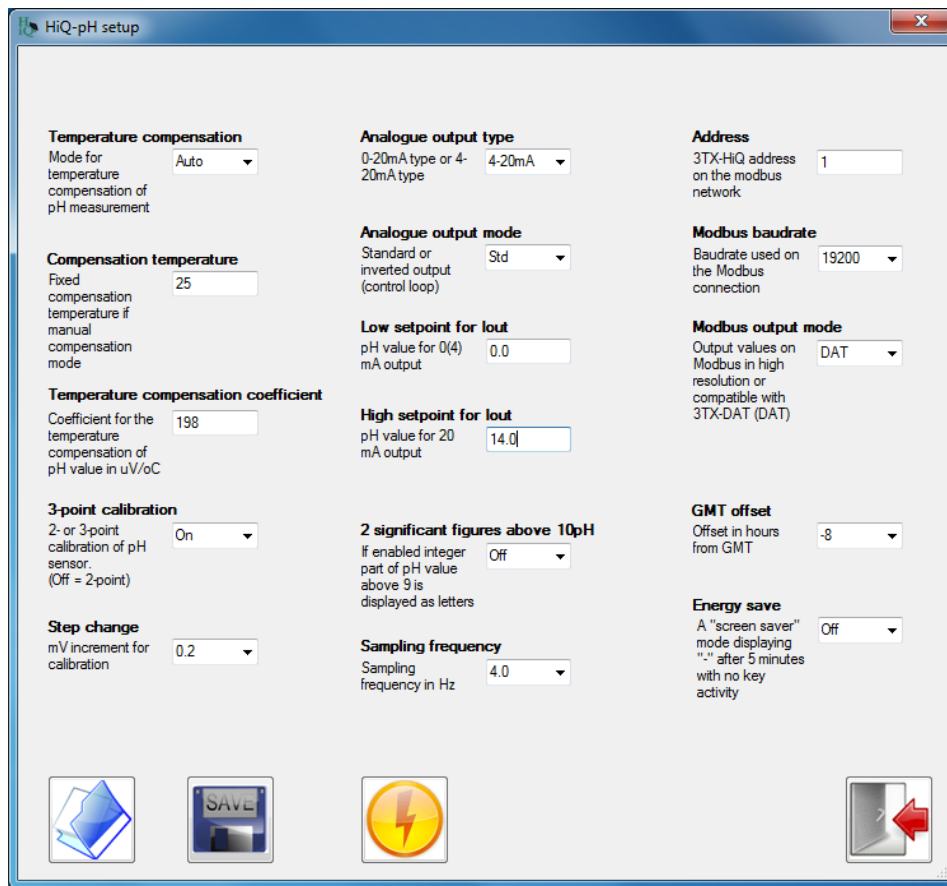 HiQ-pH setup
Temperature compensation
Mode for
temperature
compensation of
pH measurement
Auto
Compensation temperature
Fixed
compensation
temperature if
manual
compensation
mode
25
Temperature compensation coefficient
Coefficient for the
temperature
compensation of
pH value in uV/oC
198
3-point calibration
2- or 3-point
calibration of pH
sensor.
(Off = 2-point)
On
Step change
mV increment for
calibration
0.2
Analogue output type
0-20mA type or 4-
20mA type
4-20mA
Analogue output mode
Standard or
inverted output
(control loop)
Std
Low setpoint for Iout
pH value for 0(4)
mA output
0.0
High setpoint for Iout
pH value for 20
mA output
14.0
2 significant figures above 10pH
If enabled integer
part of pH value
above 9 is
displayed as letters
Off
Sampling frequency
Sampling
frequency in Hz
4.0
Address
3TX-HiQ address
on the modbus
network
1
Modbus baudrate
Baudrate used on
the Modbus
connection
19200
Modbus output mode
Output values on
Modbus in high
resolution or
compatible with
3TX-DAT (DAT)
DAT
GMT offset
Offset in hours
from GMT
-8
Energy save
A "screen saver"
mode displaying
"-" after 5 minutes
with no key
activity
Off
SAVE